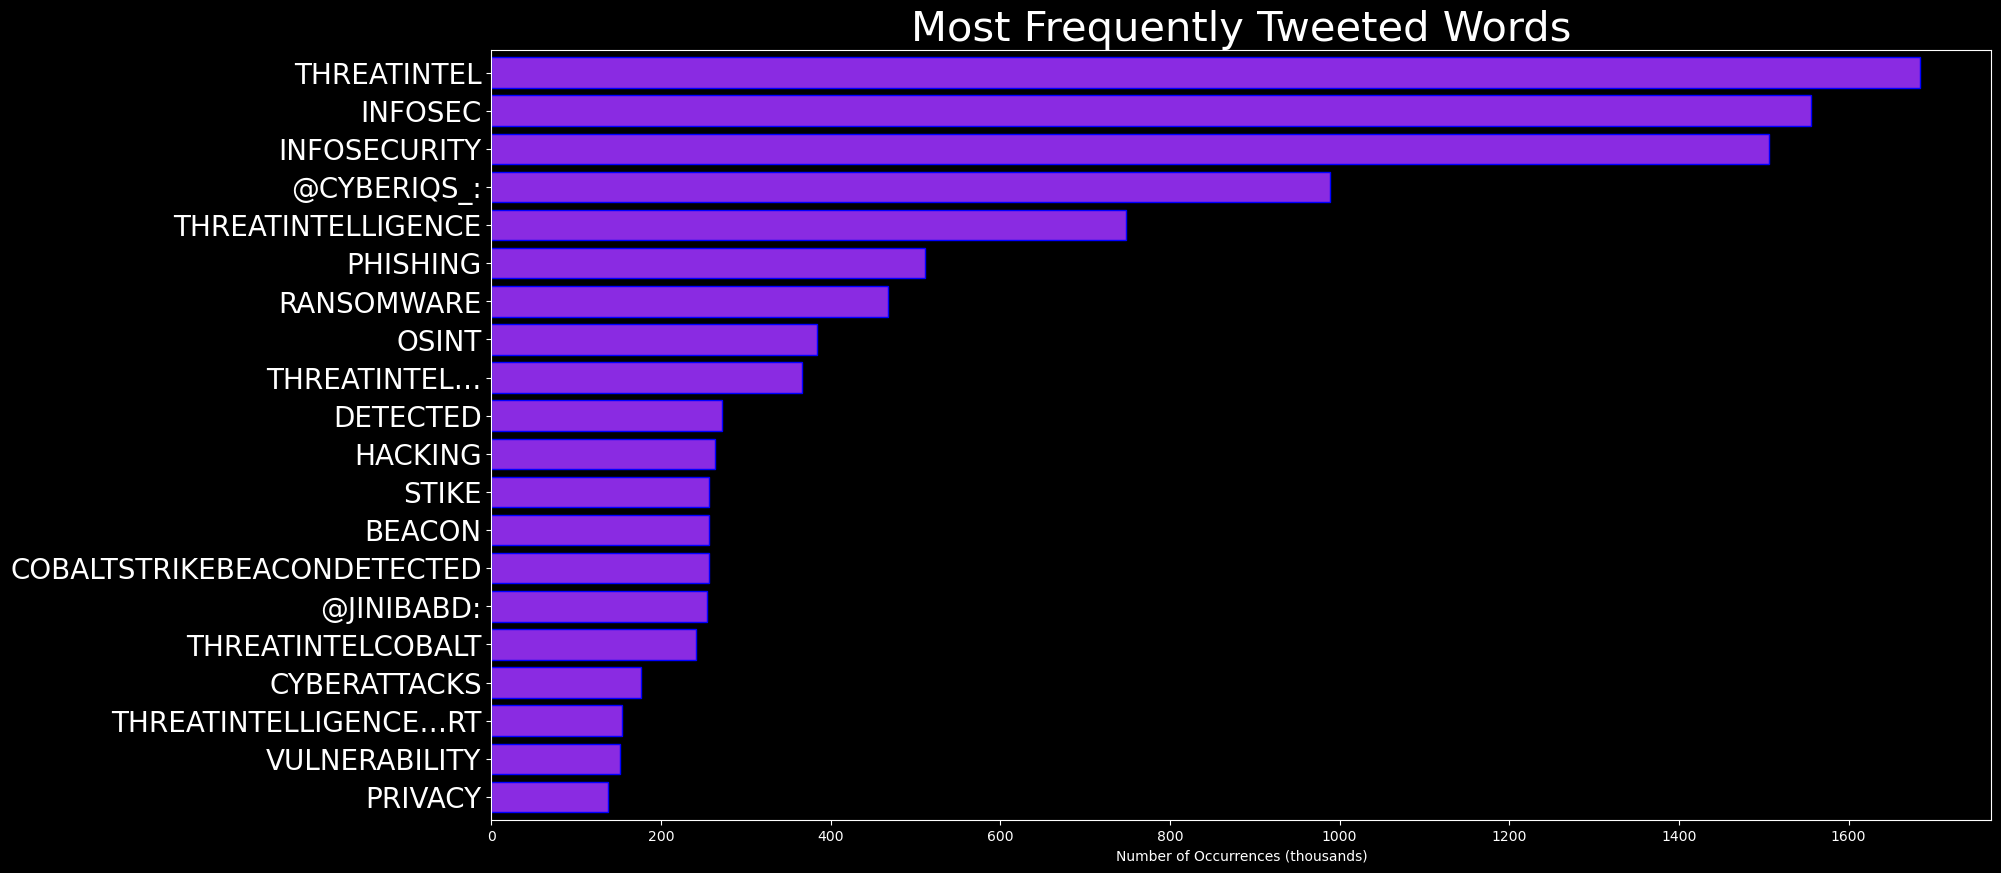 Most Frequently Tweeted Words
THREATINTEL
INFOSEC
INFOSECURITY
@CYBERIQS_:
THREATINTELLIGENCE
PHISHING
RANSOMWARE
OSINT
THREATINTEL…
DETECTED
HACKING
STIKE
BEACON
COBALTSTRIKEBEACONDETECTED
@JINIBABD:
THREATINTELCOBALT
CYBERATTACKS
THREATINTELLIGENCE…RT
VULNERABILITY
PRIVACY
0 200 400 600 800 1000 1200 1400 1600
Number of Occurrences (thousands)